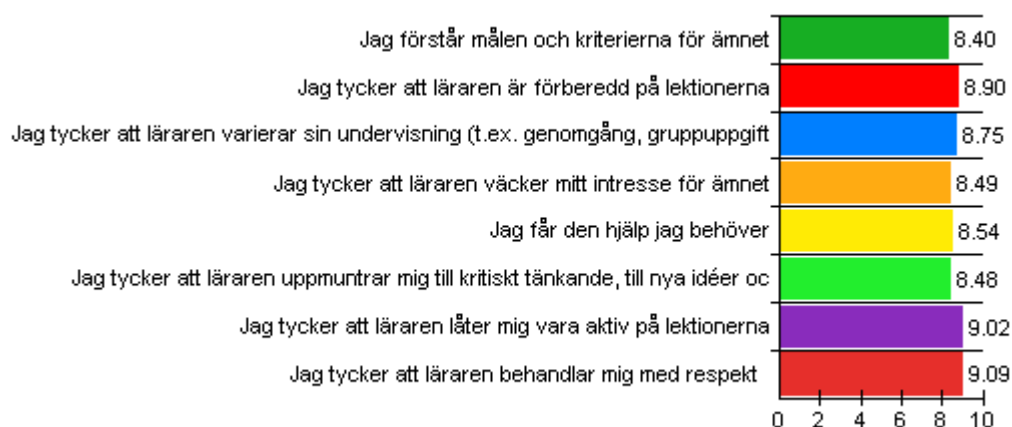 Jag förstår målen och kriterierna för ämnet 8.40
Jag tycker att läraren är förberedd på lektionerna 8.90
Jag tycker att läraren varierar sin undervisning (t.ex. genomgång, gruppuppgift 8.75
Jag tycker att läraren väcker mitt intresse för ämnet 8.49
Jag får den hjälp jag behöver 8.54
Jag tycker att läraren uppmuntrar mig till kritiskt tänkande, till nya idéer oc 8.48
Jag tycker att läraren låter mig vara aktiv på lektionerna 9.02
Jag tycker att läraren behandlar mig med respekt 9.09
0 2 4 6 8 10